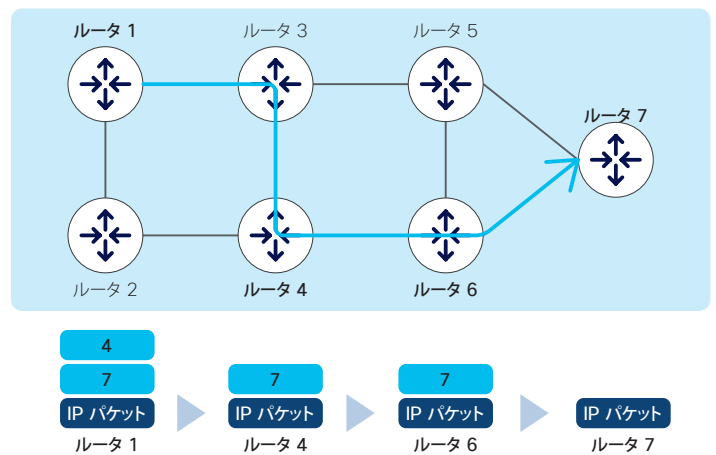 ルータ 1
ルータ 3
ルータ 5
ルータ 7
ルータ 2
ルータ 4
ルータ 6
4
7
7
7
IP パケット
IP パケット
IP パケット
IP パケット
ルータ 1
ルータ 4
ルータ 6
ルータ 7